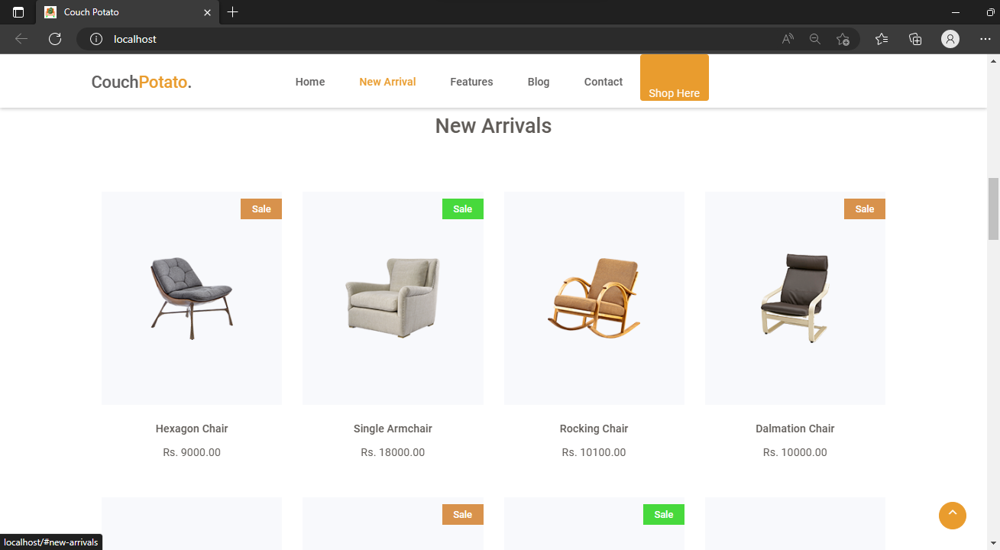 Couch Potato
localhost
CouchPotato.
Home New Arrival Features Blog Contact Shop Here
New Arrivals
Sale Sale Sale
Hexagon Chair Single Armchair Rocking Chair Dalmation Chair
Rs. 9000.00 Rs. 18000.00 Rs. 10100.00 Rs. 10000.00
Sale Sale
localhost/#new-arrivals